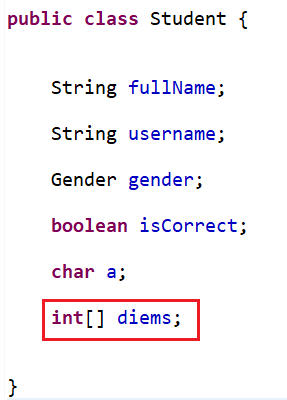 public class Student {
String fullName;
String username;
Gender gender;
boolean isCorrect;
char a;
int[] diems;
}